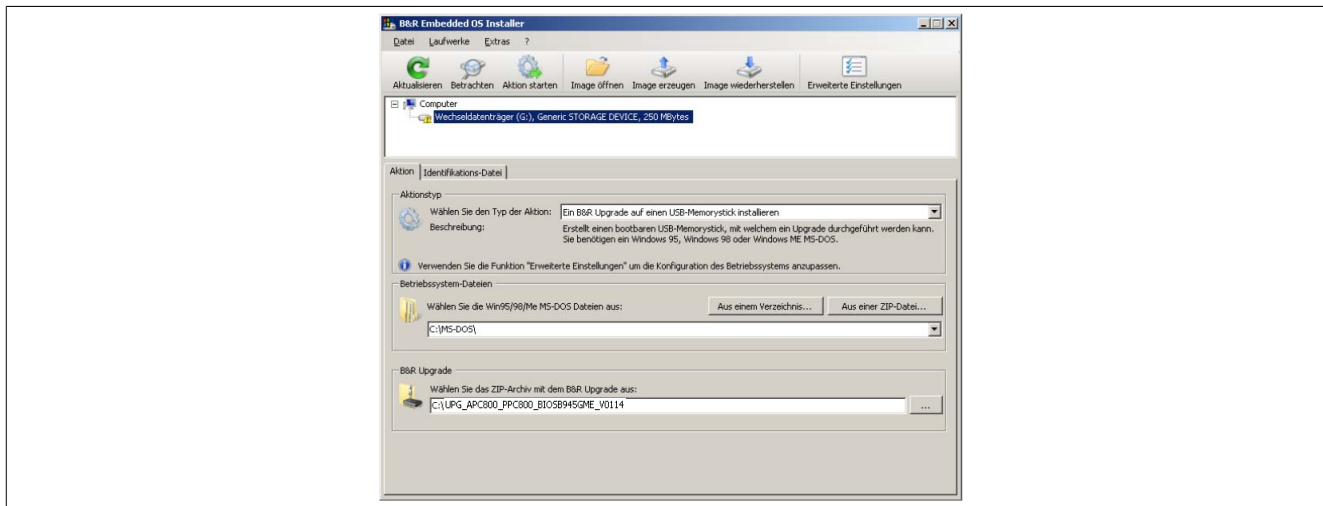 B&R Embedded OS Installer
Datei Laufwerke Extras ?
Aktualisieren Betrachten Aktion starten Image öffnen Image erzeugen Image wiederherstellen Erweiterte Einstellungen
Computer
Wechseldatenträger (G:), Generic STORAGE DEVICE, 250 MBytes
Aktion Identifikations-Datei
Aktionstyp
Wählen Sie den Typ der Aktion: Ein B&R Upgrade auf einen USB-Memorystick installieren
Beschreibung: Erstellt einen bootbaren USB-Memorystick, mit welchem ein Upgrade durchgeführt werden kann.
Sie benötigen ein Windows 95, Windows 98 oder Windows ME MS-DOS.
Verwenden Sie die Funktion "Erweiterte Einstellungen" um die Konfiguration des Betriebssystems anzupassen.
Betriebssystem-Dateien
Wählen Sie die Win95/98/Me MS-DOS Dateien aus: Aus einem Verzeichnis... Aus einer ZIP-Datei...
C:\MS-DOS\
B&R Upgrade
Wählen Sie das ZIP-Archiv mit dem B&R Upgrade aus:
C:\UPG_APC800_PPC800_BIOSB945GME_V0114 ...